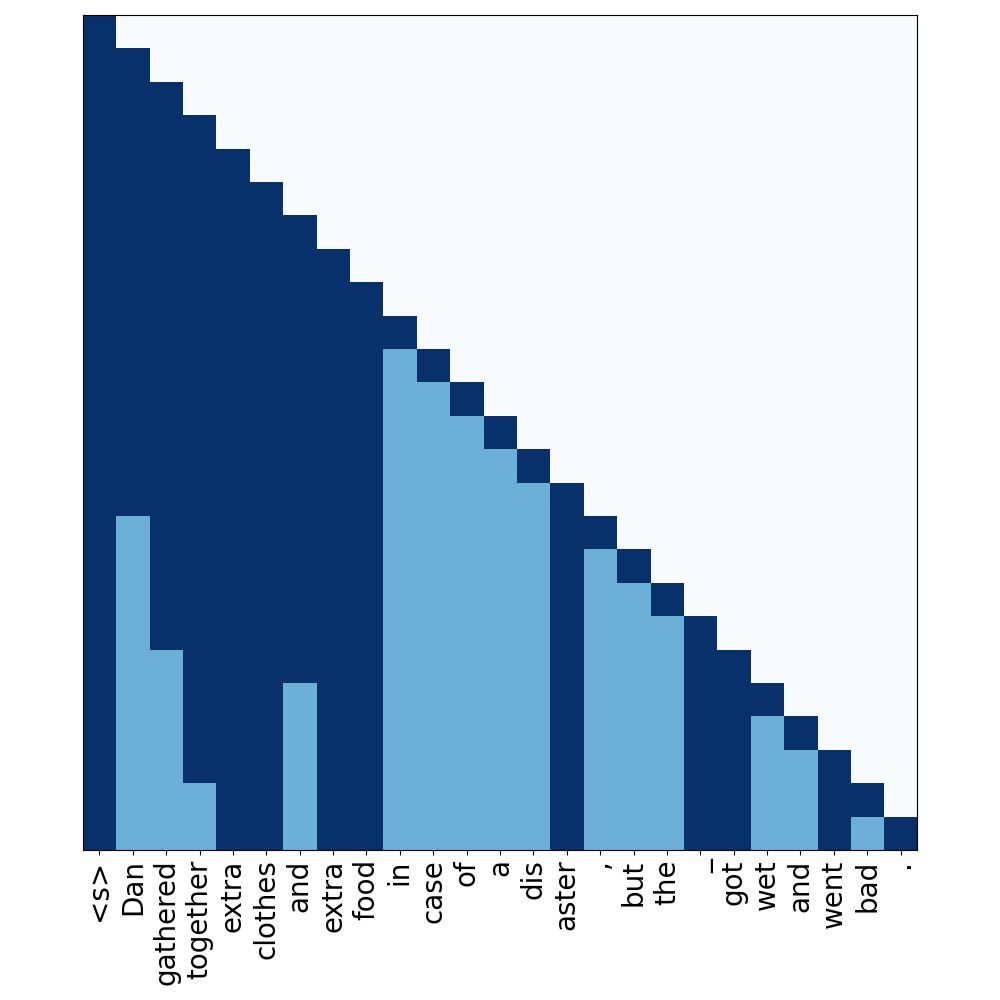 <s> Dan gathered together extra clothes and extra food in case of a dis aster , but the _ got wet and went bad .